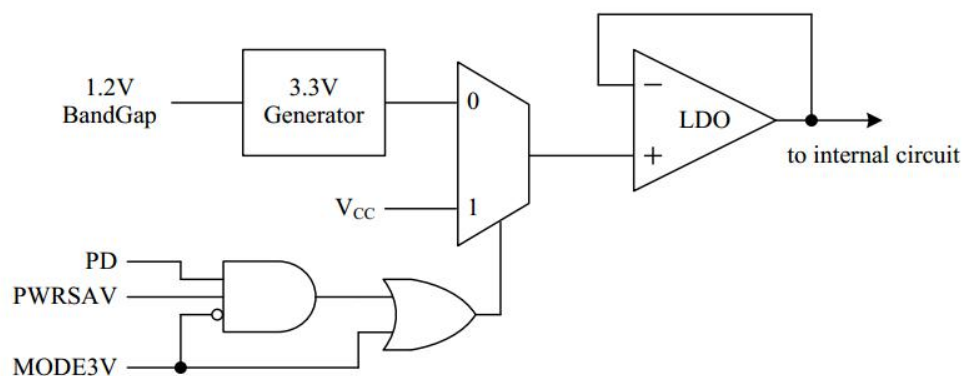 1.2V
BandGap
3.3V
Generator
0
1
V_CC
−
+
LDO
to internal circuit
PD
PWRSAV
MODE3V